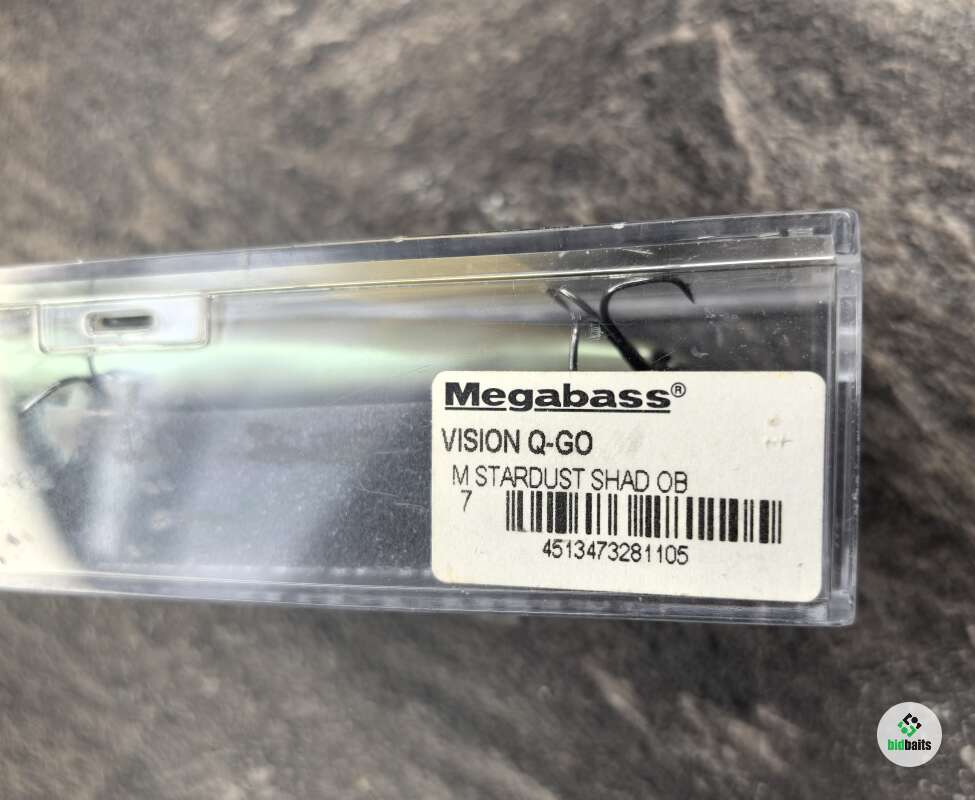 Megabass®
VISION Q-GO
M STARDUST SHAD OB
7
4513473281105
bidbaits